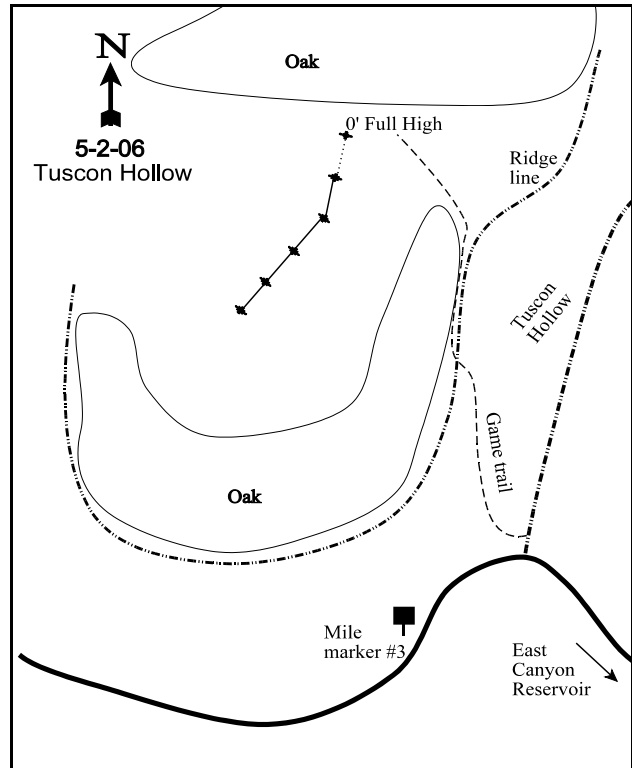 Oak
N
5-2-06
Tuscon Hollow
0' Full High
Ridge
line
Tuscon
Hollow
Game trail
Oak
Mile
marker #3
East
Canyon
Reservoir